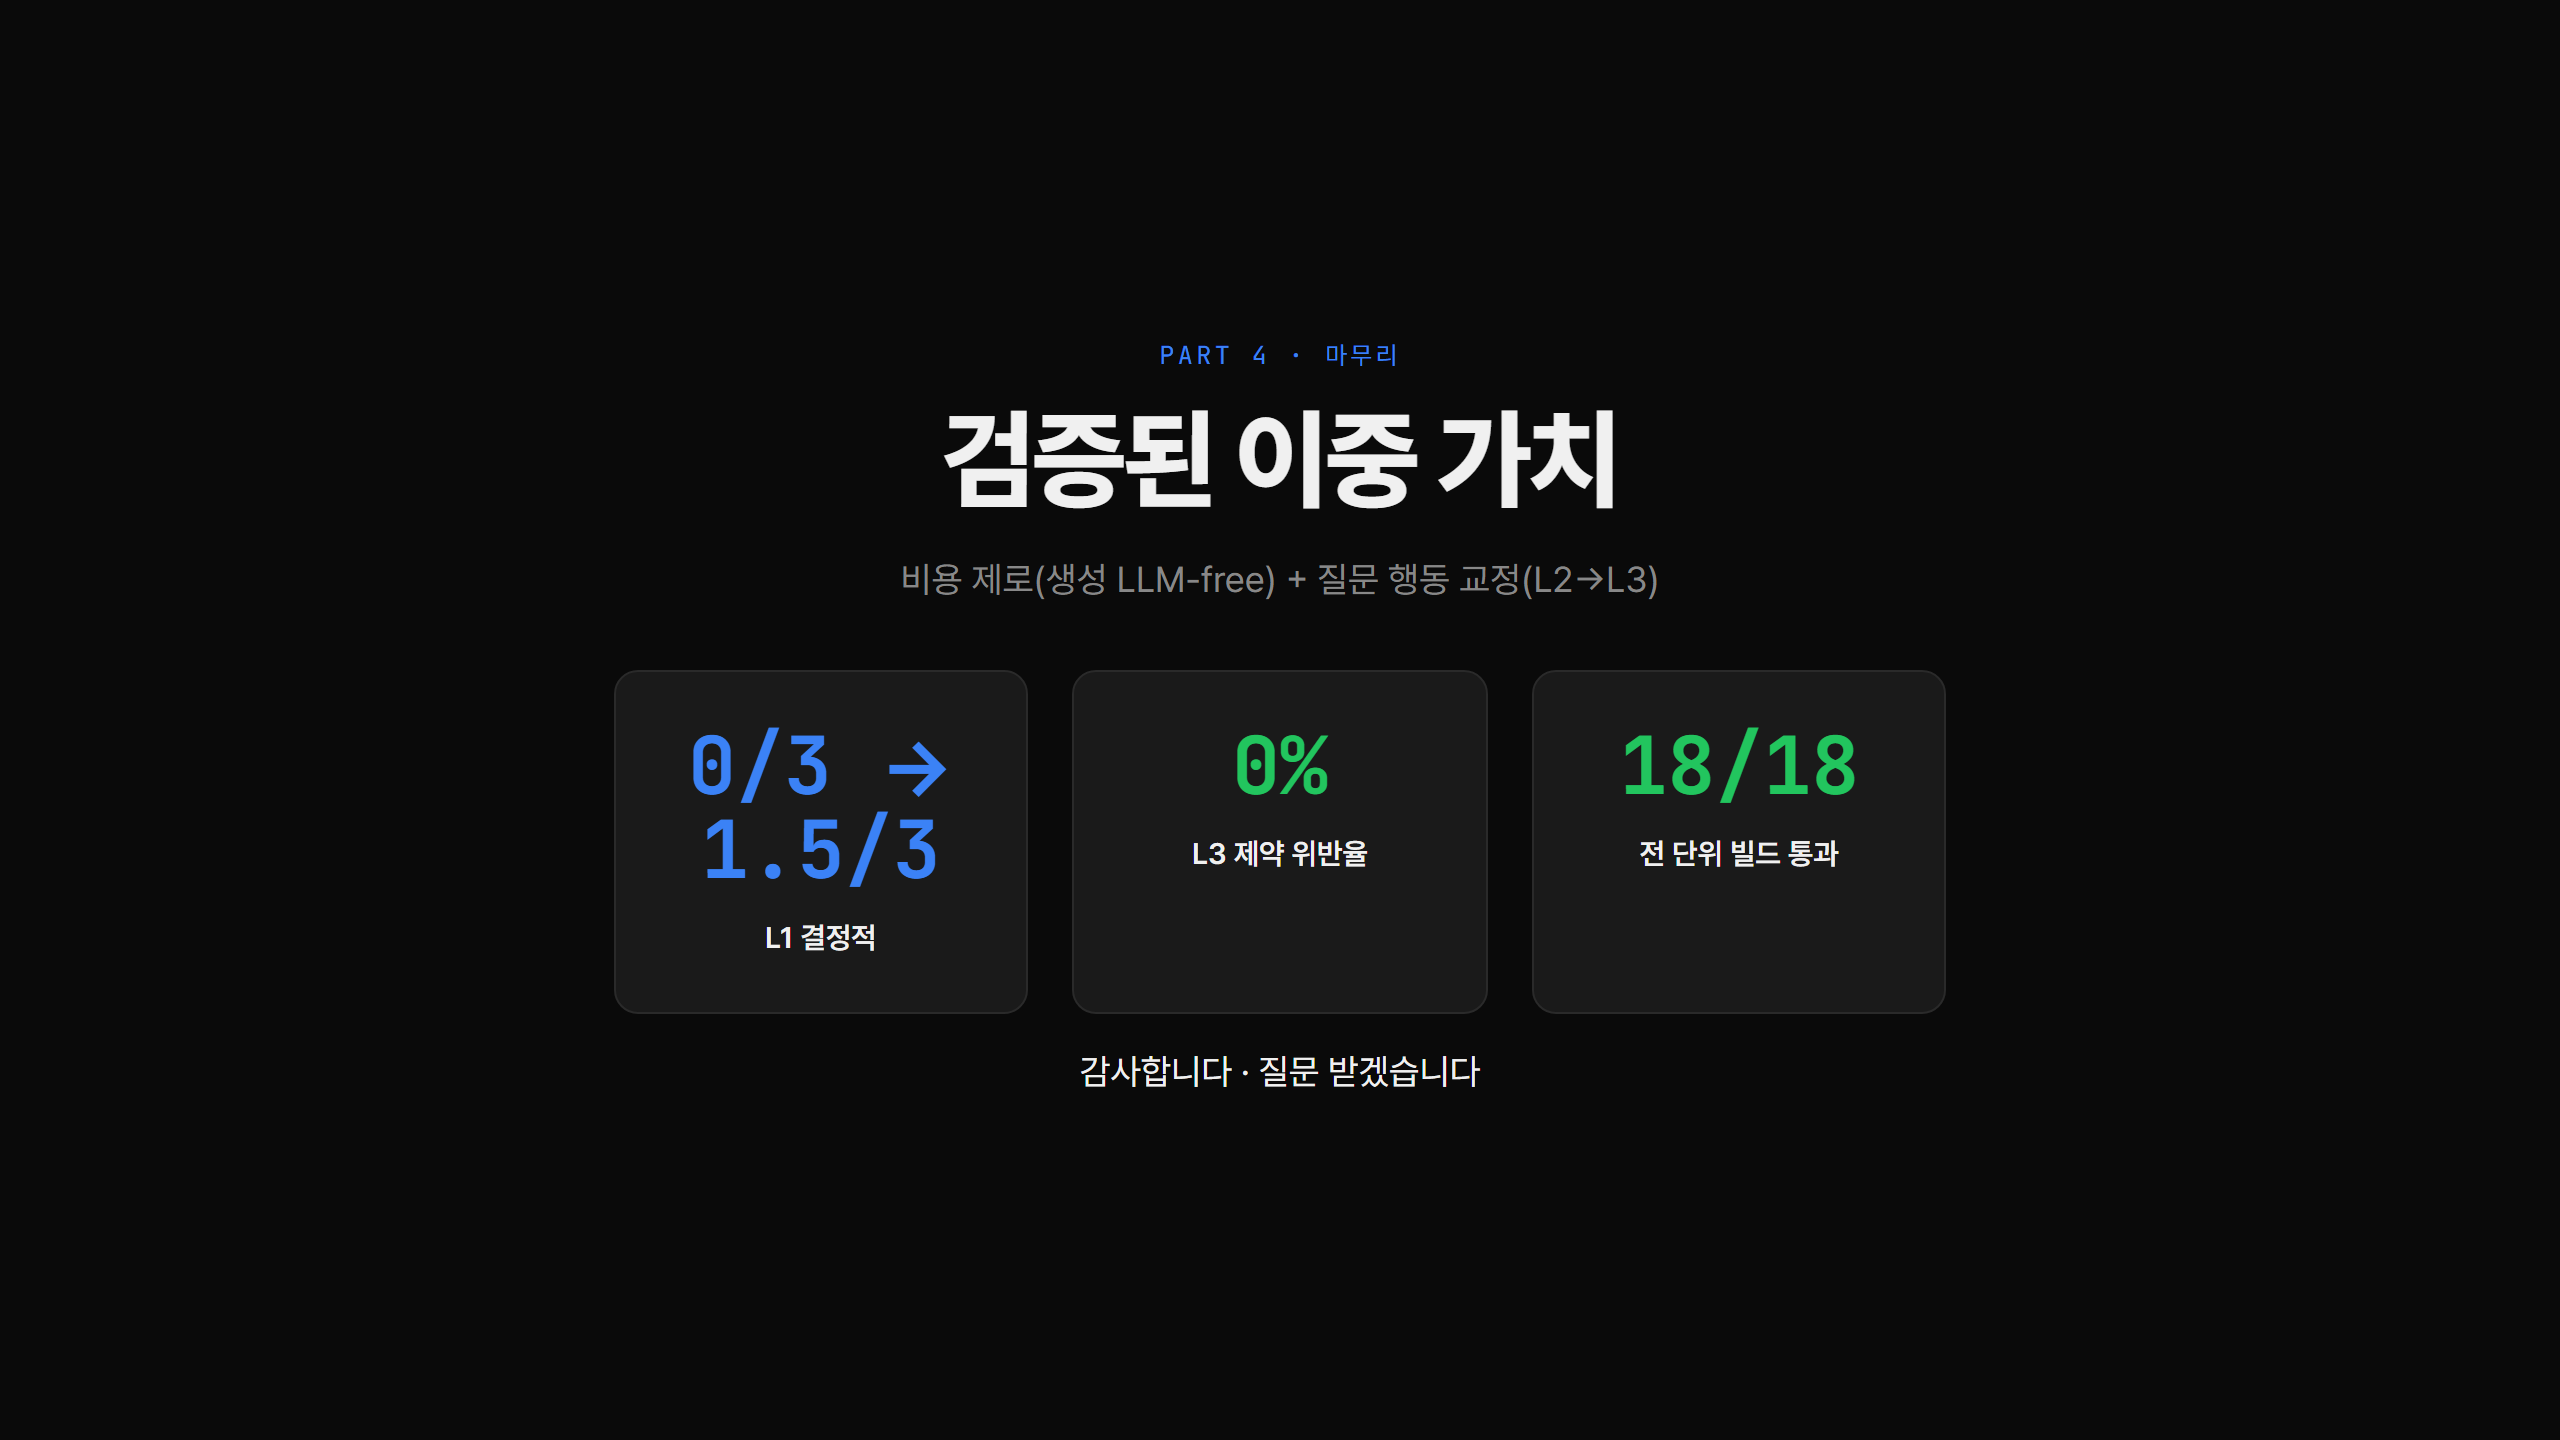 PART 4 · 마무리
검증된 이중 가치
비용 제로(생성 LLM-free) + 질문 행동 교정(L2→L3)
0/3 →
1.5/3
L1 결정적
0%
L3 제약 위반율
18/18
전 단위 빌드 통과
감사합니다 · 질문 받겠습니다